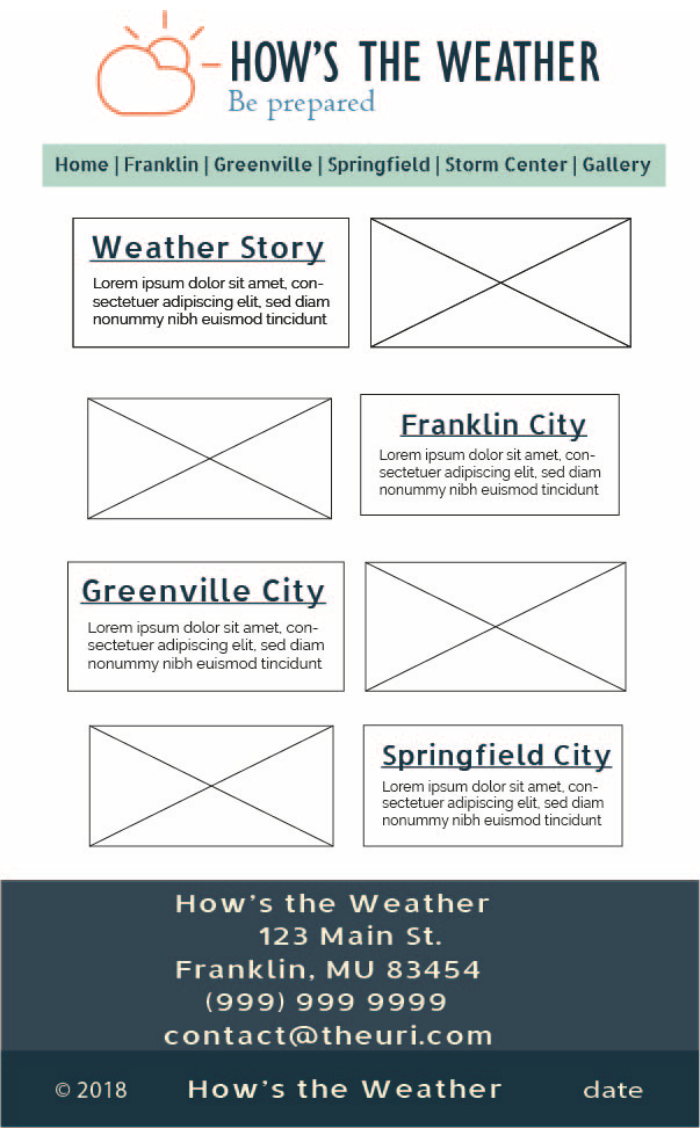 HOW'S THE WEATHER
Be prepared
Home | Franklin | Greenville | Springfield | Storm Center | Gallery
Weather Story
Lorem ipsum dolor sit amet, con-
sectetuer adipiscing elit, sed diam
nonummy nibh euismod tincidunt
Franklin City
Lorem ipsum dolor sit amet, con-
sectetuer adipiscing elit, sed diam
nonummy nibh euismod tincidunt
Greenville City
Lorem ipsum dolor sit amet, con-
sectetuer adipiscing elit, sed diam
nonummy nibh euismod tincidunt
Springfield City
Lorem ipsum dolor sit amet, con-
sectetuer adipiscing elit, sed diam
nonummy nibh euismod tincidunt
How's the Weather
123 Main St.
Franklin, MU 83454
(999) 999 9999
contact@theuri.com
© 2018 How's the Weather date